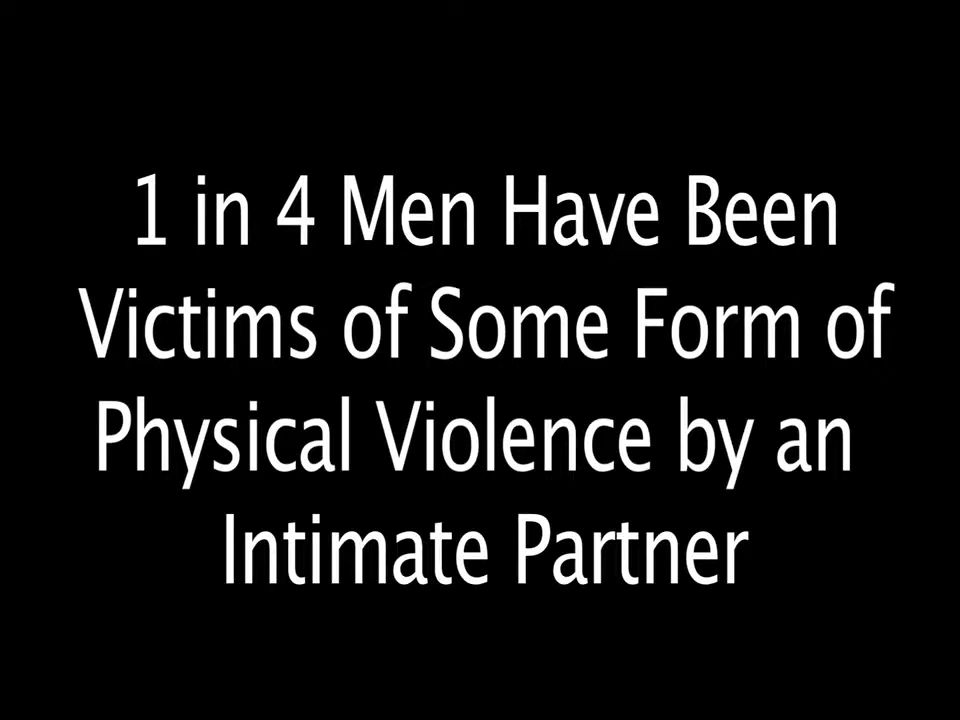 1 in 4 Men Have Been
Victims of Some Form of
Physical Violence by an
Intimate Partner